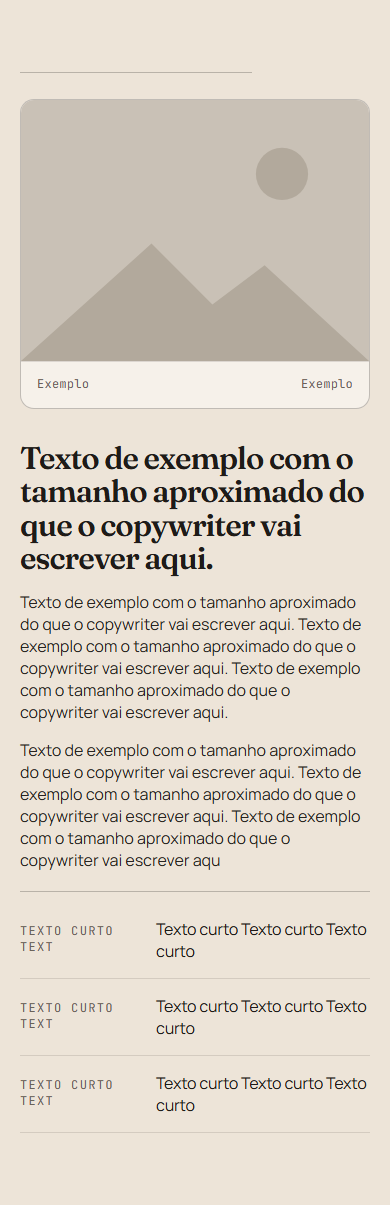 Exemplo Exemplo
Texto de exemplo com o
tamanho aproximado do
que o copywriter vai
escrever aqui.
Texto de exemplo com o tamanho aproximado
do que o copywriter vai escrever aqui. Texto de
exemplo com o tamanho aproximado do que o
copywriter vai escrever aqui. Texto de exemplo
com o tamanho aproximado do que o
copywriter vai escrever aqui.
Texto de exemplo com o tamanho aproximado
do que o copywriter vai escrever aqui. Texto de
exemplo com o tamanho aproximado do que o
copywriter vai escrever aqui. Texto de exemplo
com o tamanho aproximado do que o
copywriter vai escrever aqu
TEXTO CURTO
TEXT
Texto curto Texto curto Texto
curto
TEXTO CURTO
TEXT
Texto curto Texto curto Texto
curto
TEXTO CURTO
TEXT
Texto curto Texto curto Texto
curto